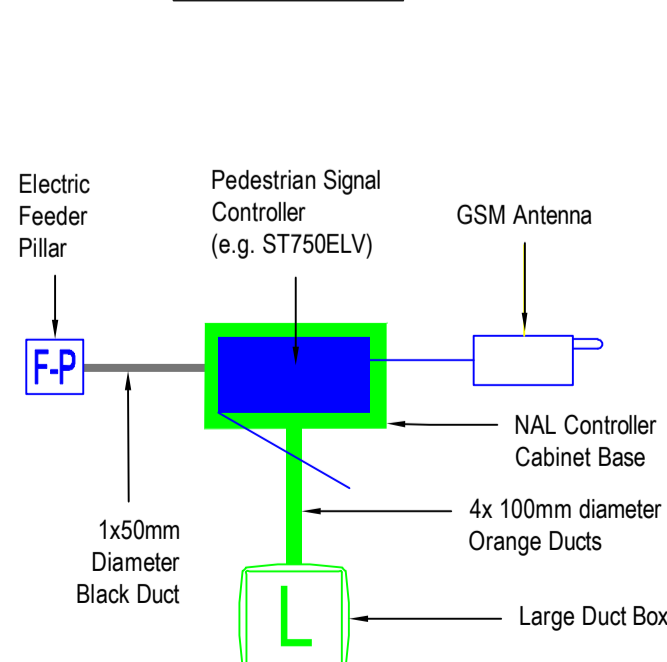 Electric
Feeder
Pillar
Pedestrian Signal
Controller
(e.g. ST750ELV)
GSM Antenna
F-P
NAL Controller
Cabinet Base
4x 100mm diameter
Orange Ducts
1x50mm
Diameter
Black Duct
Large Duct Box
L